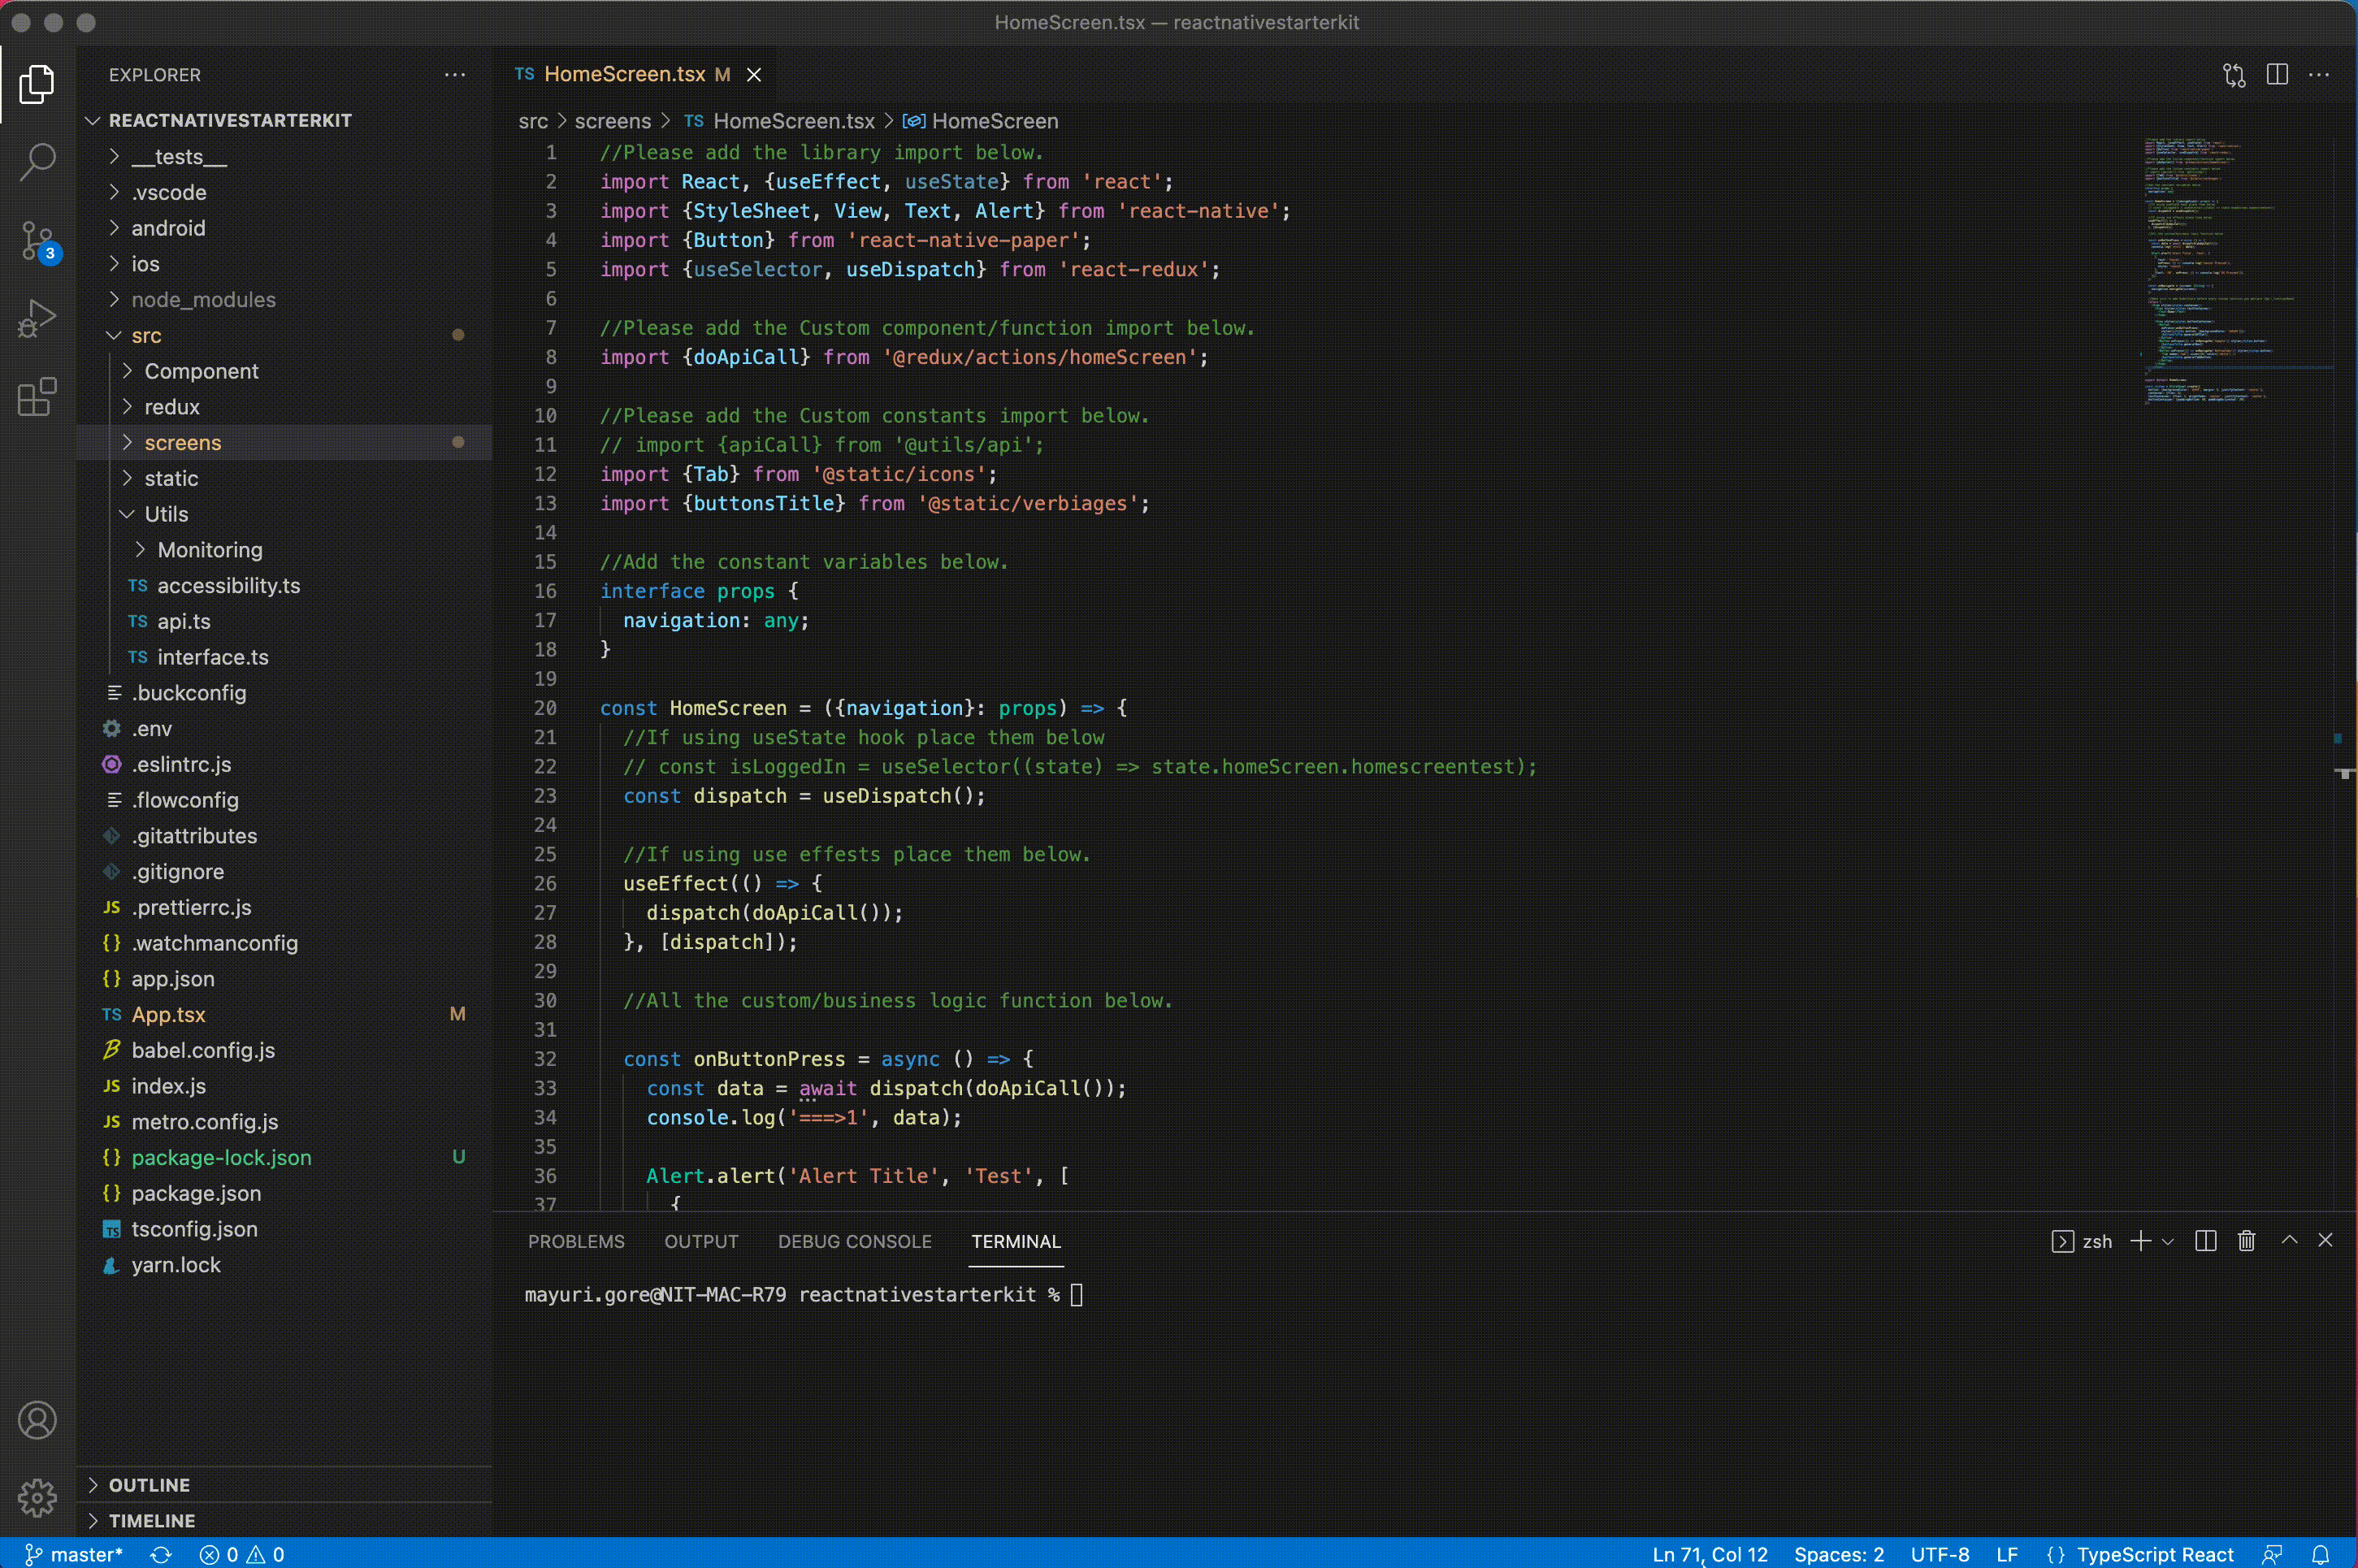 HomeScreen.tsx — reactnativestarterkit
EXPLORER
REACTNATIVESTARTERKIT
__tests__
.vscode
android
ios
node_modules
src
Component
redux
screens
static
Utils
Monitoring
TS accessibility.ts
TS api.ts
TS interface.ts
.buckconfig
.env
.eslintrc.js
.flowconfig
.gitattributes
.gitignore
JS .prettierrc.js
{} .watchmanconfig
{} app.json
TS App.tsx M
babel.config.js
JS index.js
JS metro.config.js
{} package-lock.json U
{} package.json
TS tsconfig.json
yarn.lock
OUTLINE
TIMELINE
3
TS HomeScreen.tsx M
src > screens > TS HomeScreen.tsx > HomeScreen
1 //Please add the library import below.
2 import React, {useEffect, useState} from 'react';
3 import {StyleSheet, View, Text, Alert} from 'react-native';
4 import {Button} from 'react-native-paper';
5 import {useSelector, useDispatch} from 'react-redux';
6
7 //Please add the Custom component/function import below.
8 import {doApiCall} from '@redux/actions/homeScreen';
9
10 //Please add the Custom constants import below.
11 // import {apiCall} from '@utils/api';
12 import {Tab} from '@static/icons';
13 import {buttonsTitle} from '@static/verbiages';
14
15 //Add the constant variables below.
16 interface props {
17 navigation: any;
18 }
19
20 const HomeScreen = ({navigation}: props) => {
21 //If using useState hook place them below
22 // const isLoggedIn = useSelector((state) => state.homeScreen.homescreentest);
23 const dispatch = useDispatch();
24
25 //If using use effests place them below.
26 useEffect(() => {
27 dispatch(doApiCall());
28 }, [dispatch]);
29
30 //All the custom/business logic function below.
31
32 const onButtonPress = async () => {
33 const data = await dispatch(doApiCall());
34 console.log('===>1', data);
35
36 Alert.alert('Alert Title', 'Test', [
37 {
PROBLEMS OUTPUT DEBUG CONSOLE TERMINAL zsh
mayuri.gore@NIT-MAC-R79 reactnativestarterkit %
master* 0 0 Ln 71, Col 12 Spaces: 2 UTF-8 LF {} TypeScript React